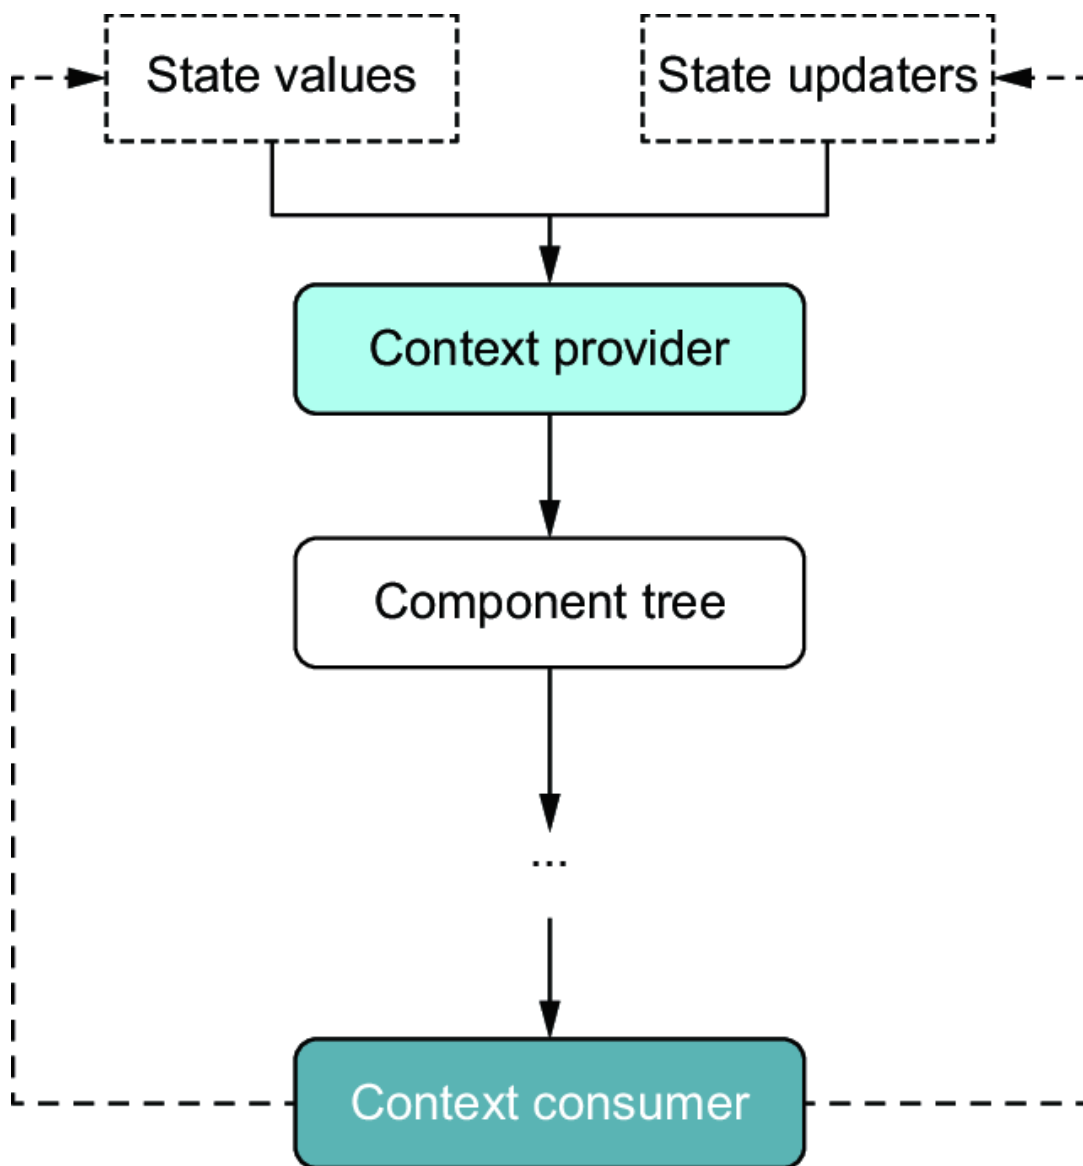 State values
State updaters
Context provider
Component tree
...
Context consumer